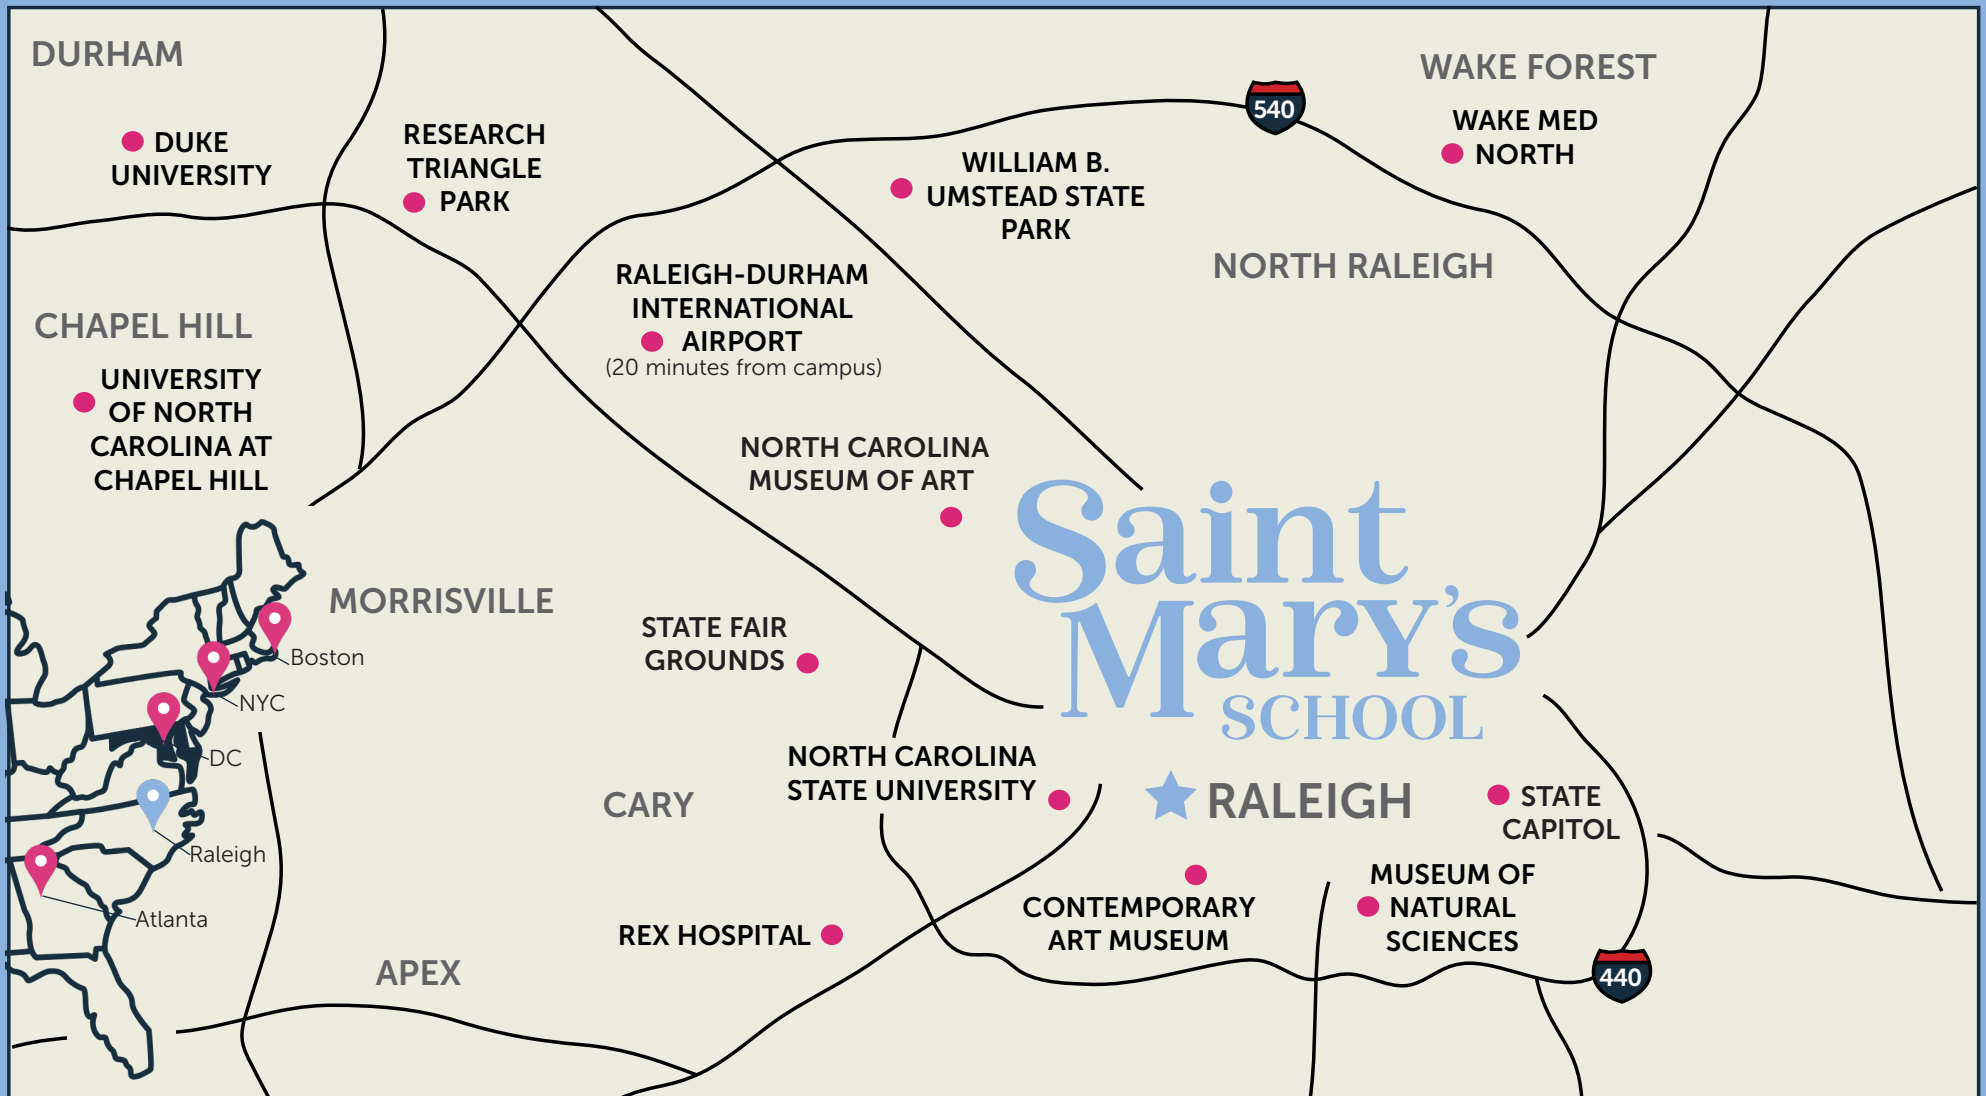 DURHAM
DUKE
UNIVERSITY
RESEARCH
TRIANGLE
PARK
WILLIAM B.
UMSTEAD STATE
PARK
540
WAKE FOREST
WAKE MED
NORTH
NORTH RALEIGH
RALEIGH-DURHAM
INTERNATIONAL
AIRPORT
(20 minutes from campus)
CHAPEL HILL
UNIVERSITY
OF NORTH
CAROLINA AT
CHAPEL HILL
NORTH CAROLINA
MUSEUM OF ART
Saint
Mary's
SCHOOL
MORRISVILLE
STATE FAIR
GROUNDS
Boston
NYC
DC
Raleigh
Atlanta
NORTH CAROLINA
STATE UNIVERSITY
CARY
RALEIGH
STATE
CAPITOL
CONTEMPORARY
ART MUSEUM
MUSEUM OF
NATURAL
SCIENCES
REX HOSPITAL
APEX
440